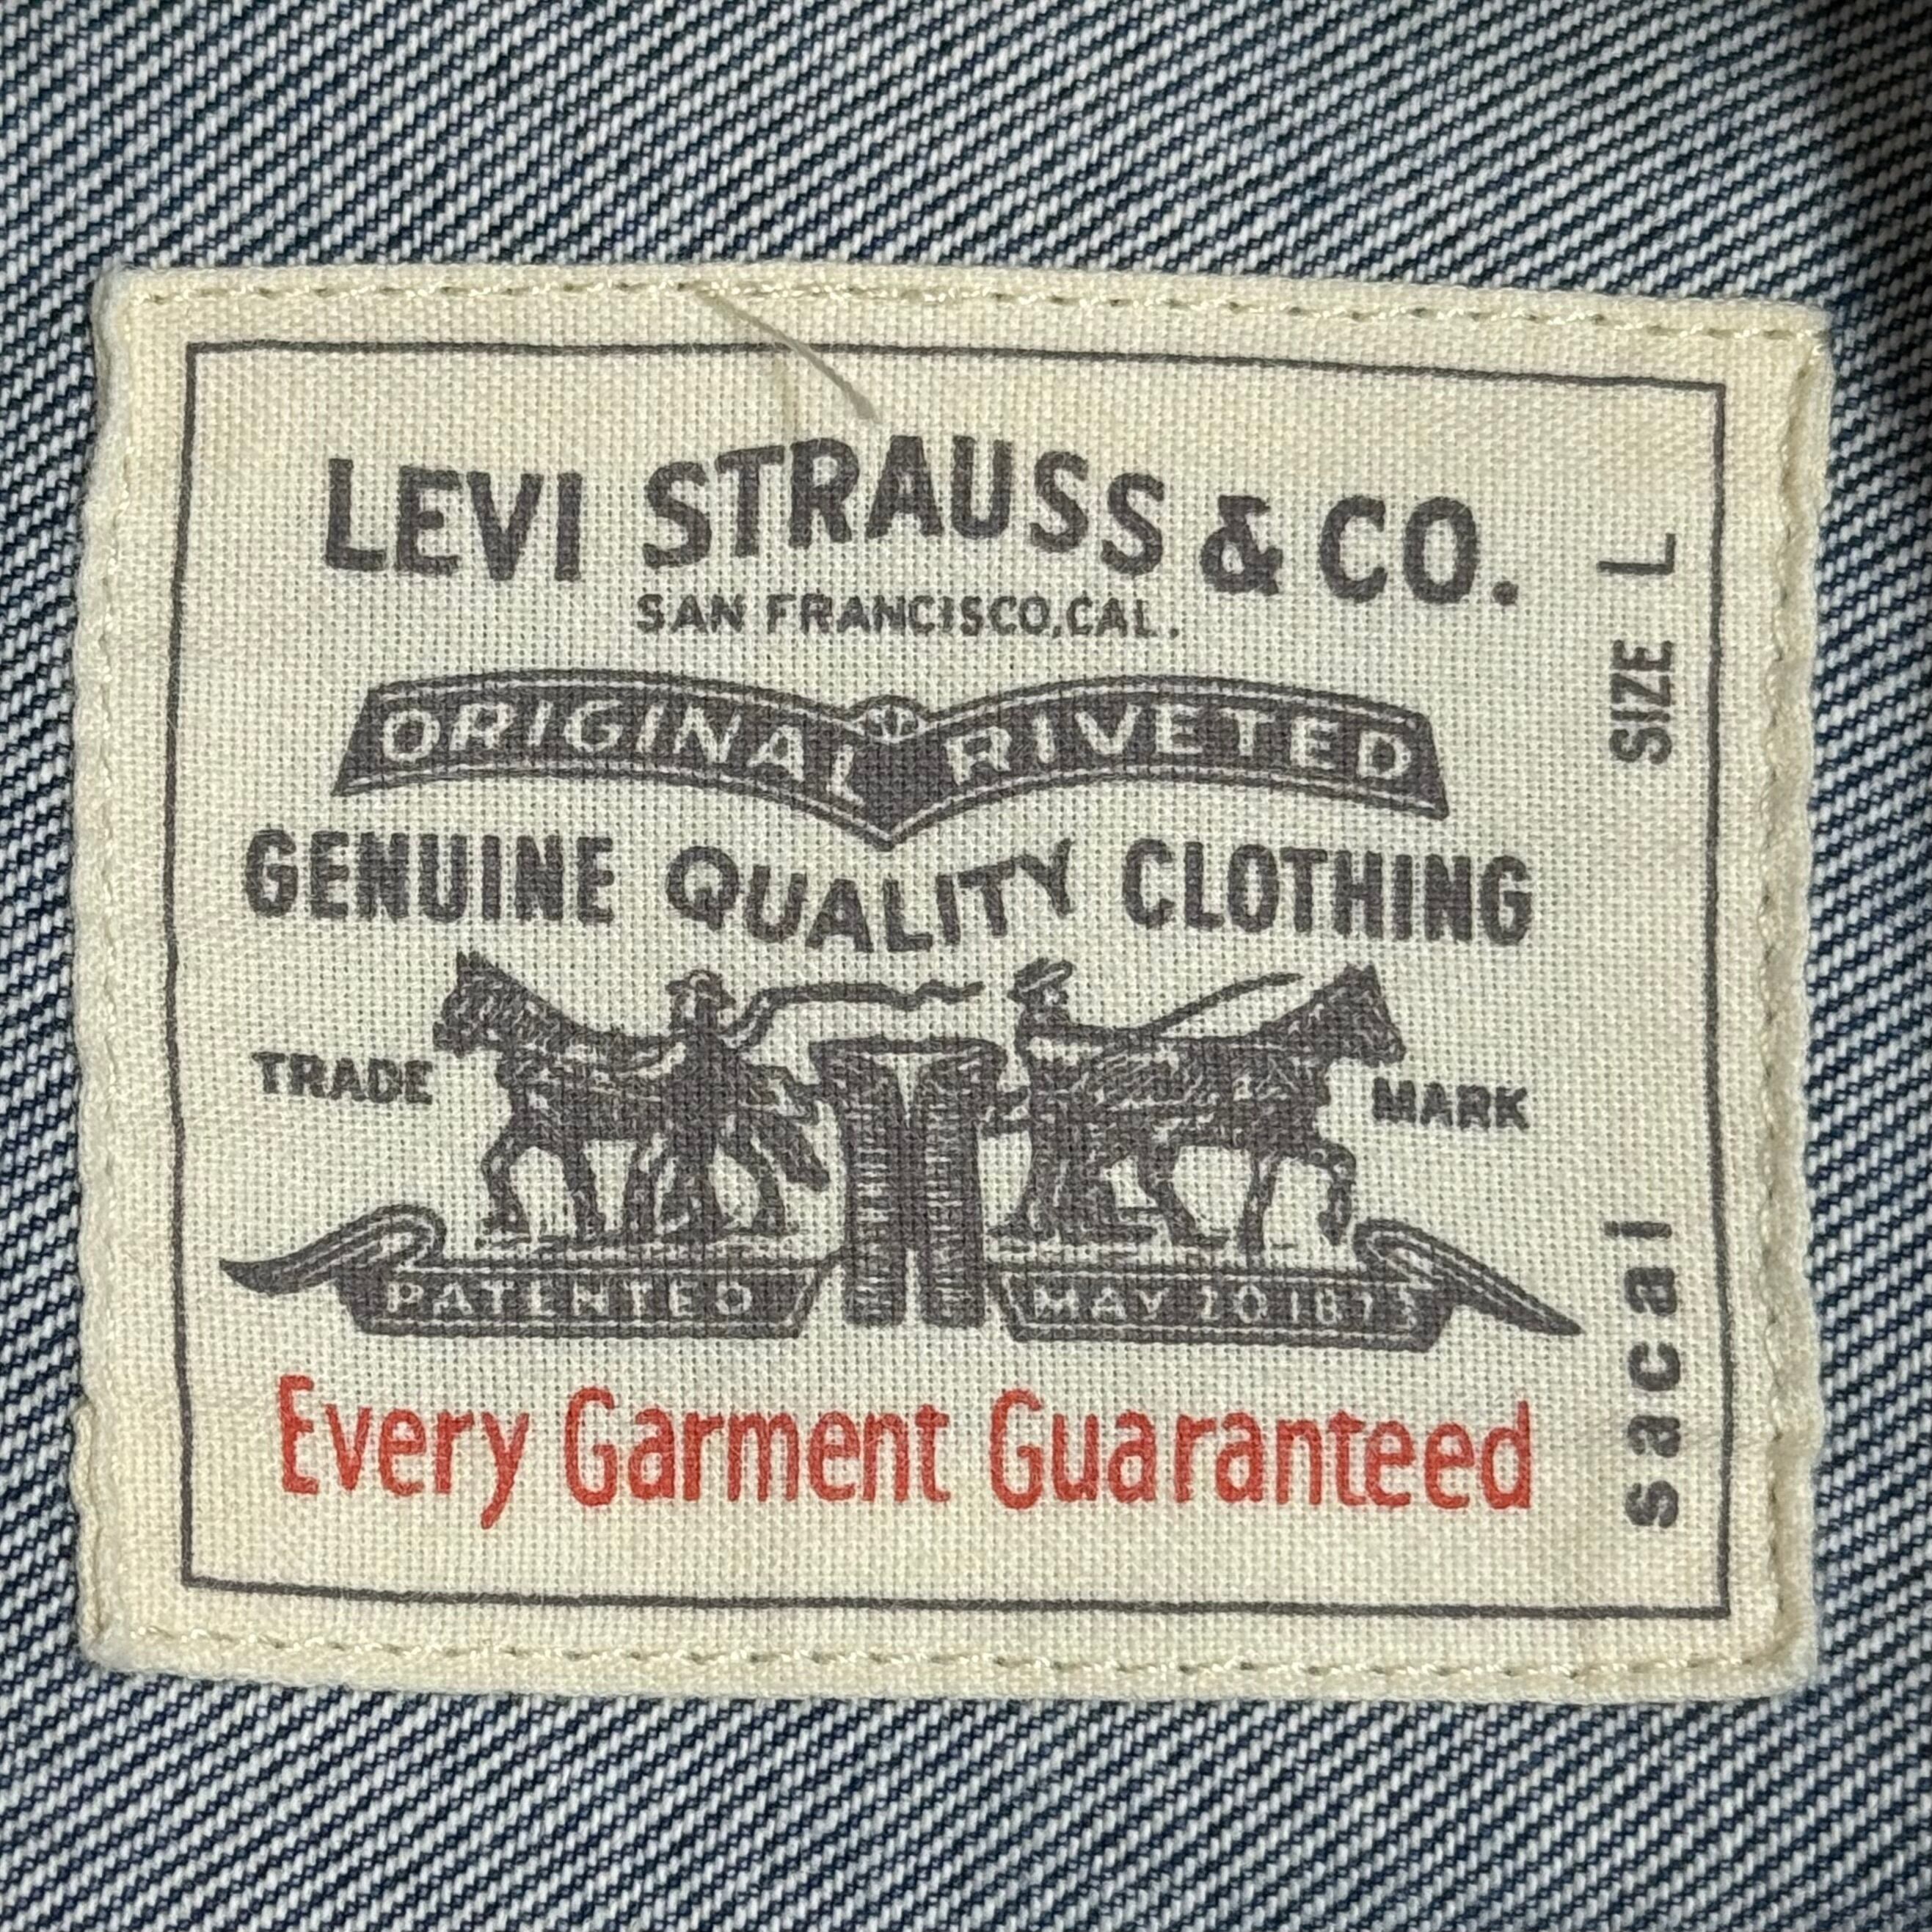 LEVI STRAUSS & CO.
SAN FRANCISCO,CAL.
ORIGINAL RIVETED
GENUINE QUALITY CLOTHING
TRADE MARK
PATENTED MAY 20 1873
Every Garment Guaranteed
SIZE L
sacal